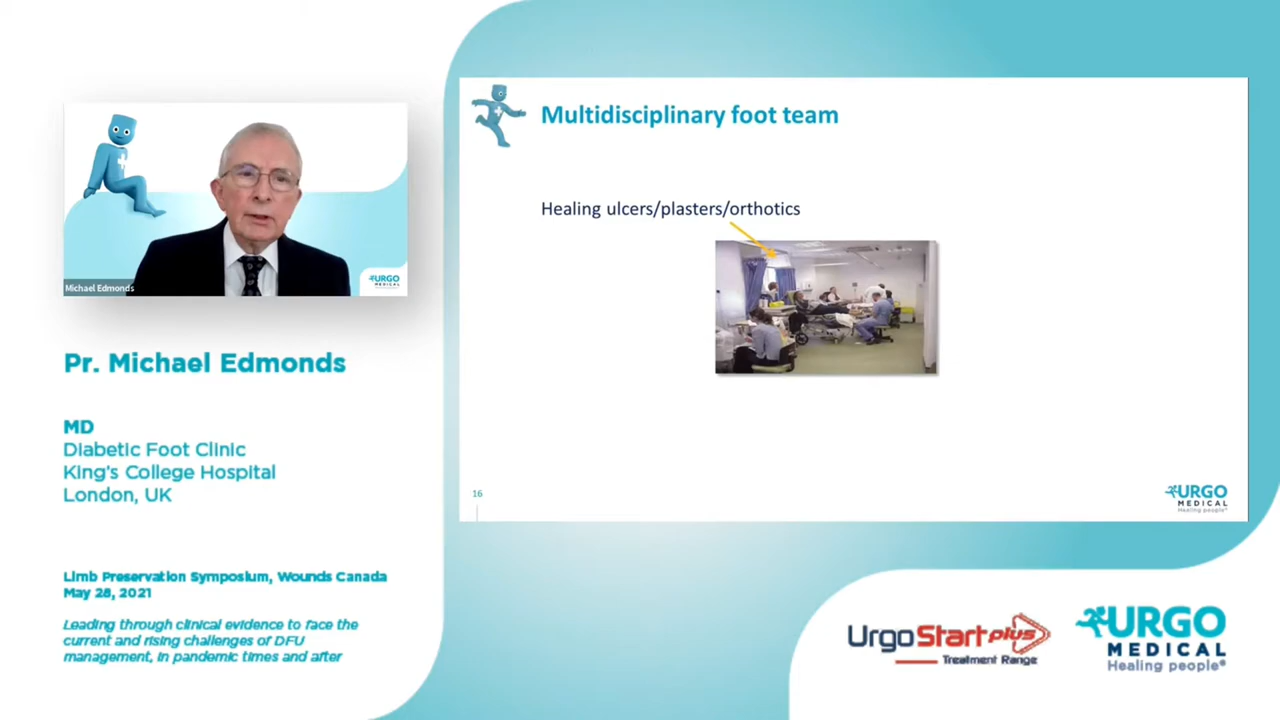 Multidisciplinary foot team
Healing ulcers/plasters/orthotics
16
URGO
MEDICAL
Healing people®
Michael Edmonds
URGO
MEDICAL
Pr. Michael Edmonds
MD
Diabetic Foot Clinic
King's College Hospital
London, UK
Limb Preservation Symposium, Wounds Canada
May 28, 2021
Leading through clinical evidence to face the
current and rising challenges of DFU
management, in pandemic times and after
UrgoStart plus
Treatment Range
URGO
MEDICAL
Healing people®